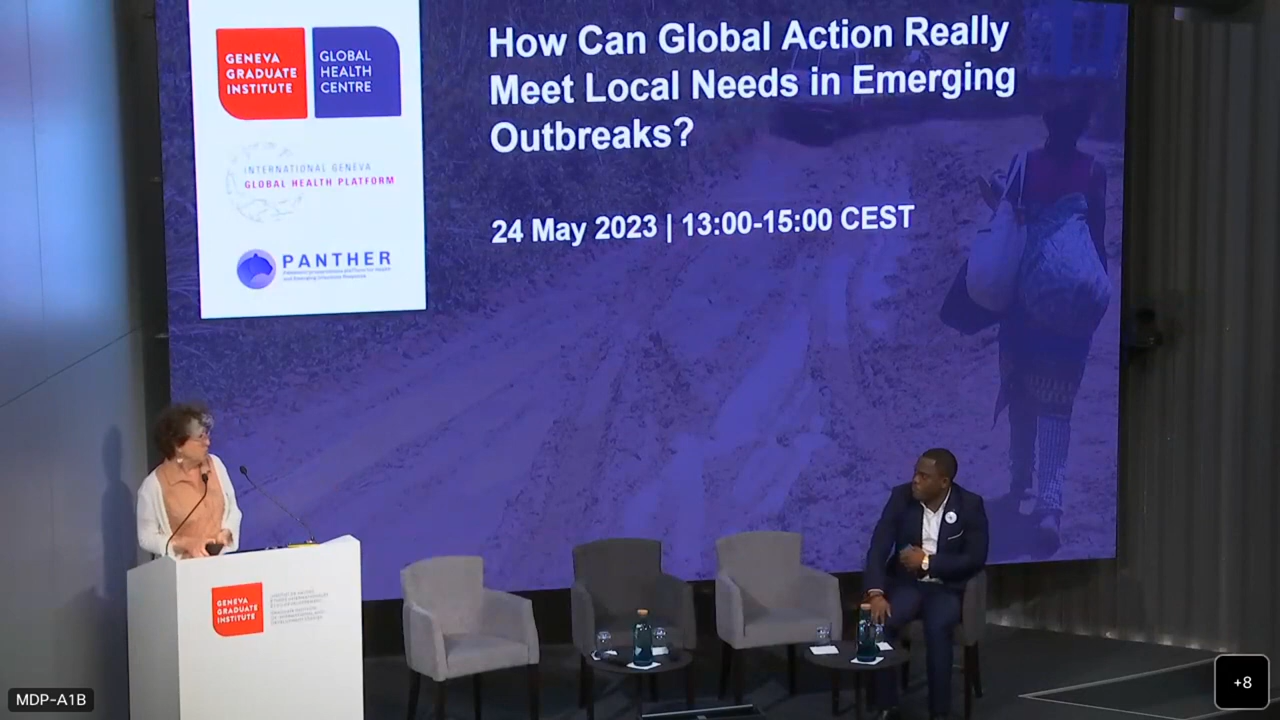 GENEVA
GRADUATE
INSTITUTE
GLOBAL
HEALTH
CENTRE
INTERNATIONAL GENEVA
GLOBAL HEALTH PLATFORM
PANTHER
How Can Global Action Really
Meet Local Needs in Emerging
Outbreaks?
24 May 2023 | 13:00-15:00 CEST
GENEVA
GRADUATE
INSTITUTE
MDP-A1B
+8